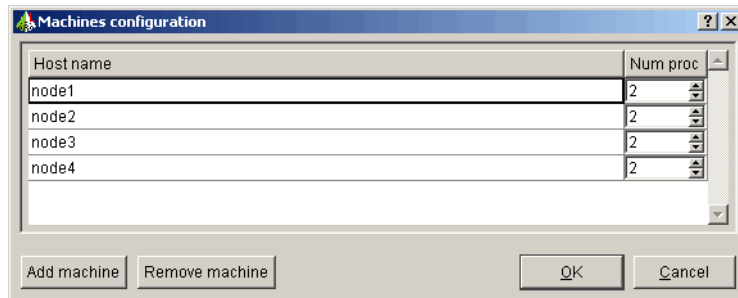 Machines configuration
Host name Num proc
node1 2
node2 2
node3 2
node4 2
Add machine Remove machine OK Cancel